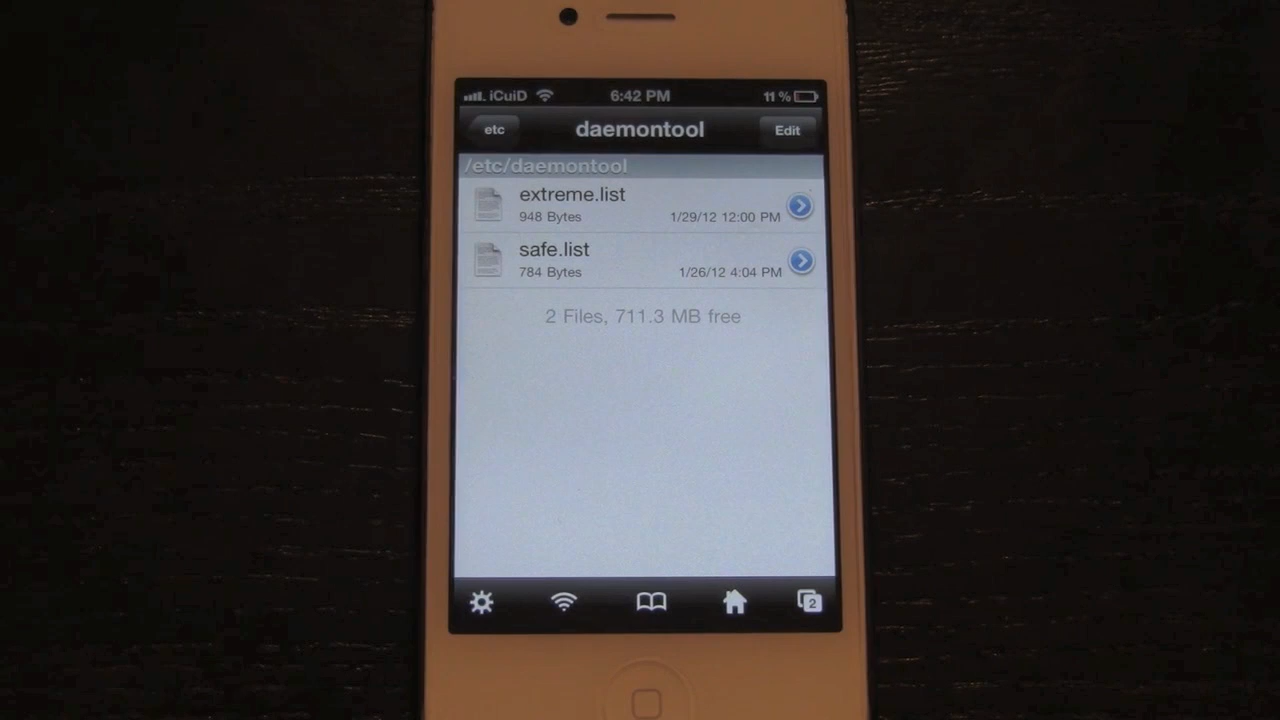 iCuiD 6:42 PM 11 %
etc daemontool Edit
/etc/daemontool
extreme.list
948 Bytes 1/29/12 12:00 PM
safe.list
784 Bytes 1/26/12 4:04 PM
2 Files, 711.3 MB free
2